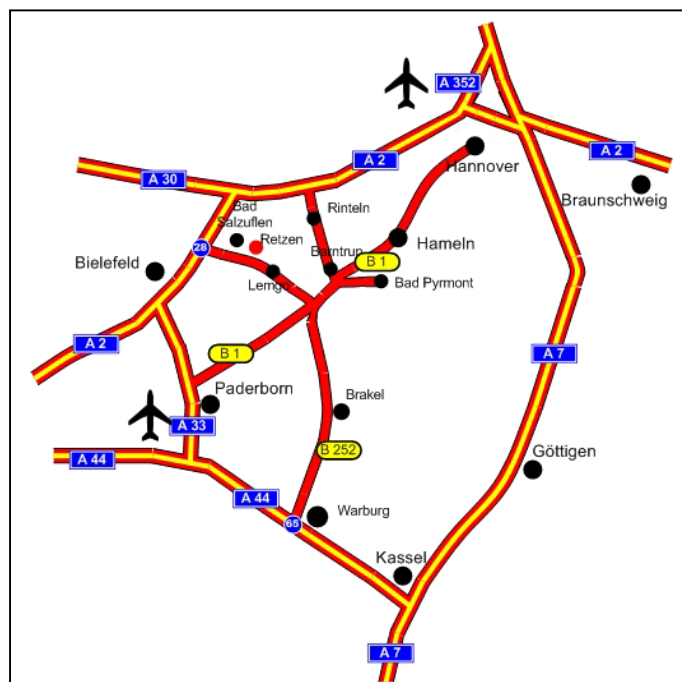 A 352
A 2
Hannover
A 2
A 30
Braunschweig
Bad
Salzuflen
Rinteln
Retzen
28
Hameln
Bielefeld
Barntrup
B 1
Lemgo
Bad Pyrmont
A 2
B 1
A 7
Paderborn
Brakel
A 33
B 252
Göttigen
A 44
A 44
Warburg
65
Kassel
A 7